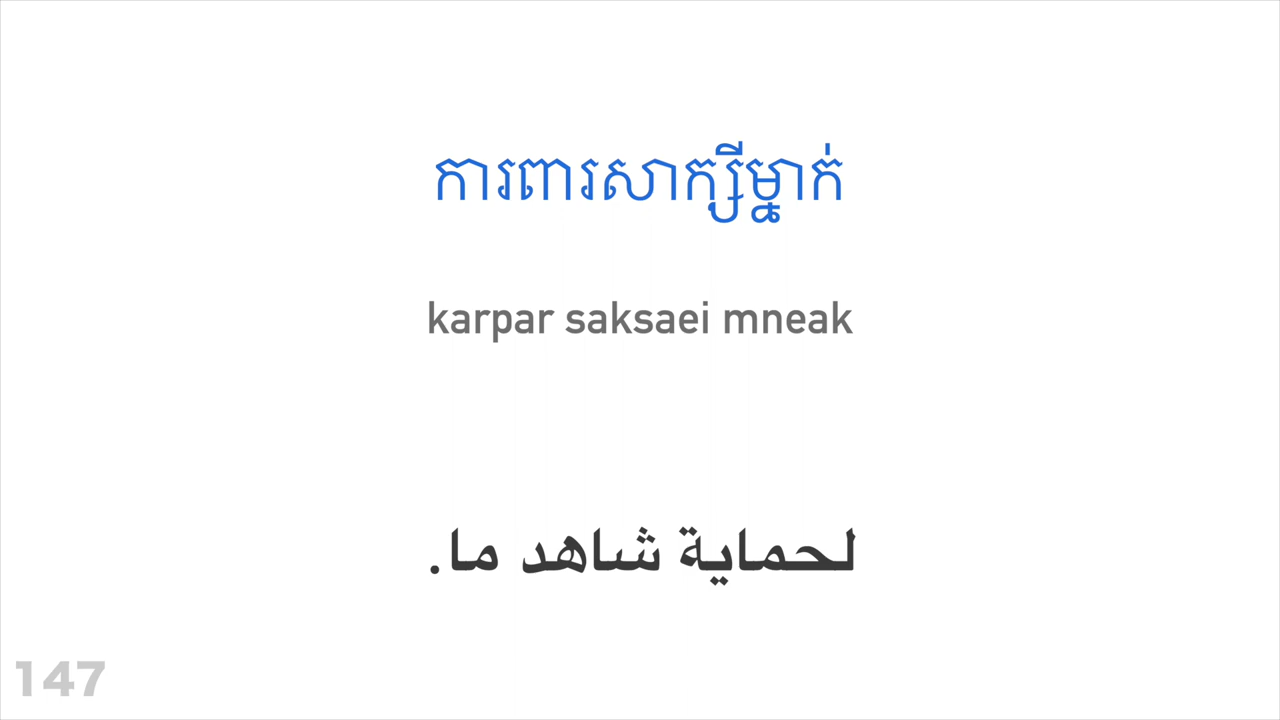 ការពារសាក្សីម្នាក់
karpar saksaei mneak
لحماية شاهد ما.
147